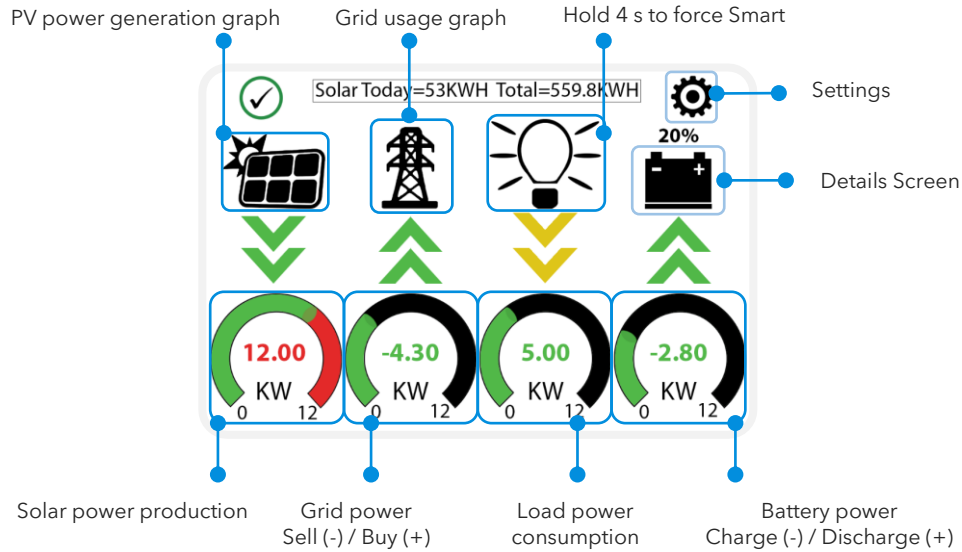 PV power generation graph
Grid usage graph
Hold 4 s to force Smart
Solar Today=53KWH Total=559.8KWH
Settings
20%
- +
Details Screen
12.00
KW
0 12
-4.30
KW
0 12
5.00
KW
0 12
-2.80
KW
0 12
Solar power production
Grid power
Sell (-) / Buy (+)
Load power
consumption
Battery power
Charge (-) / Discharge (+)